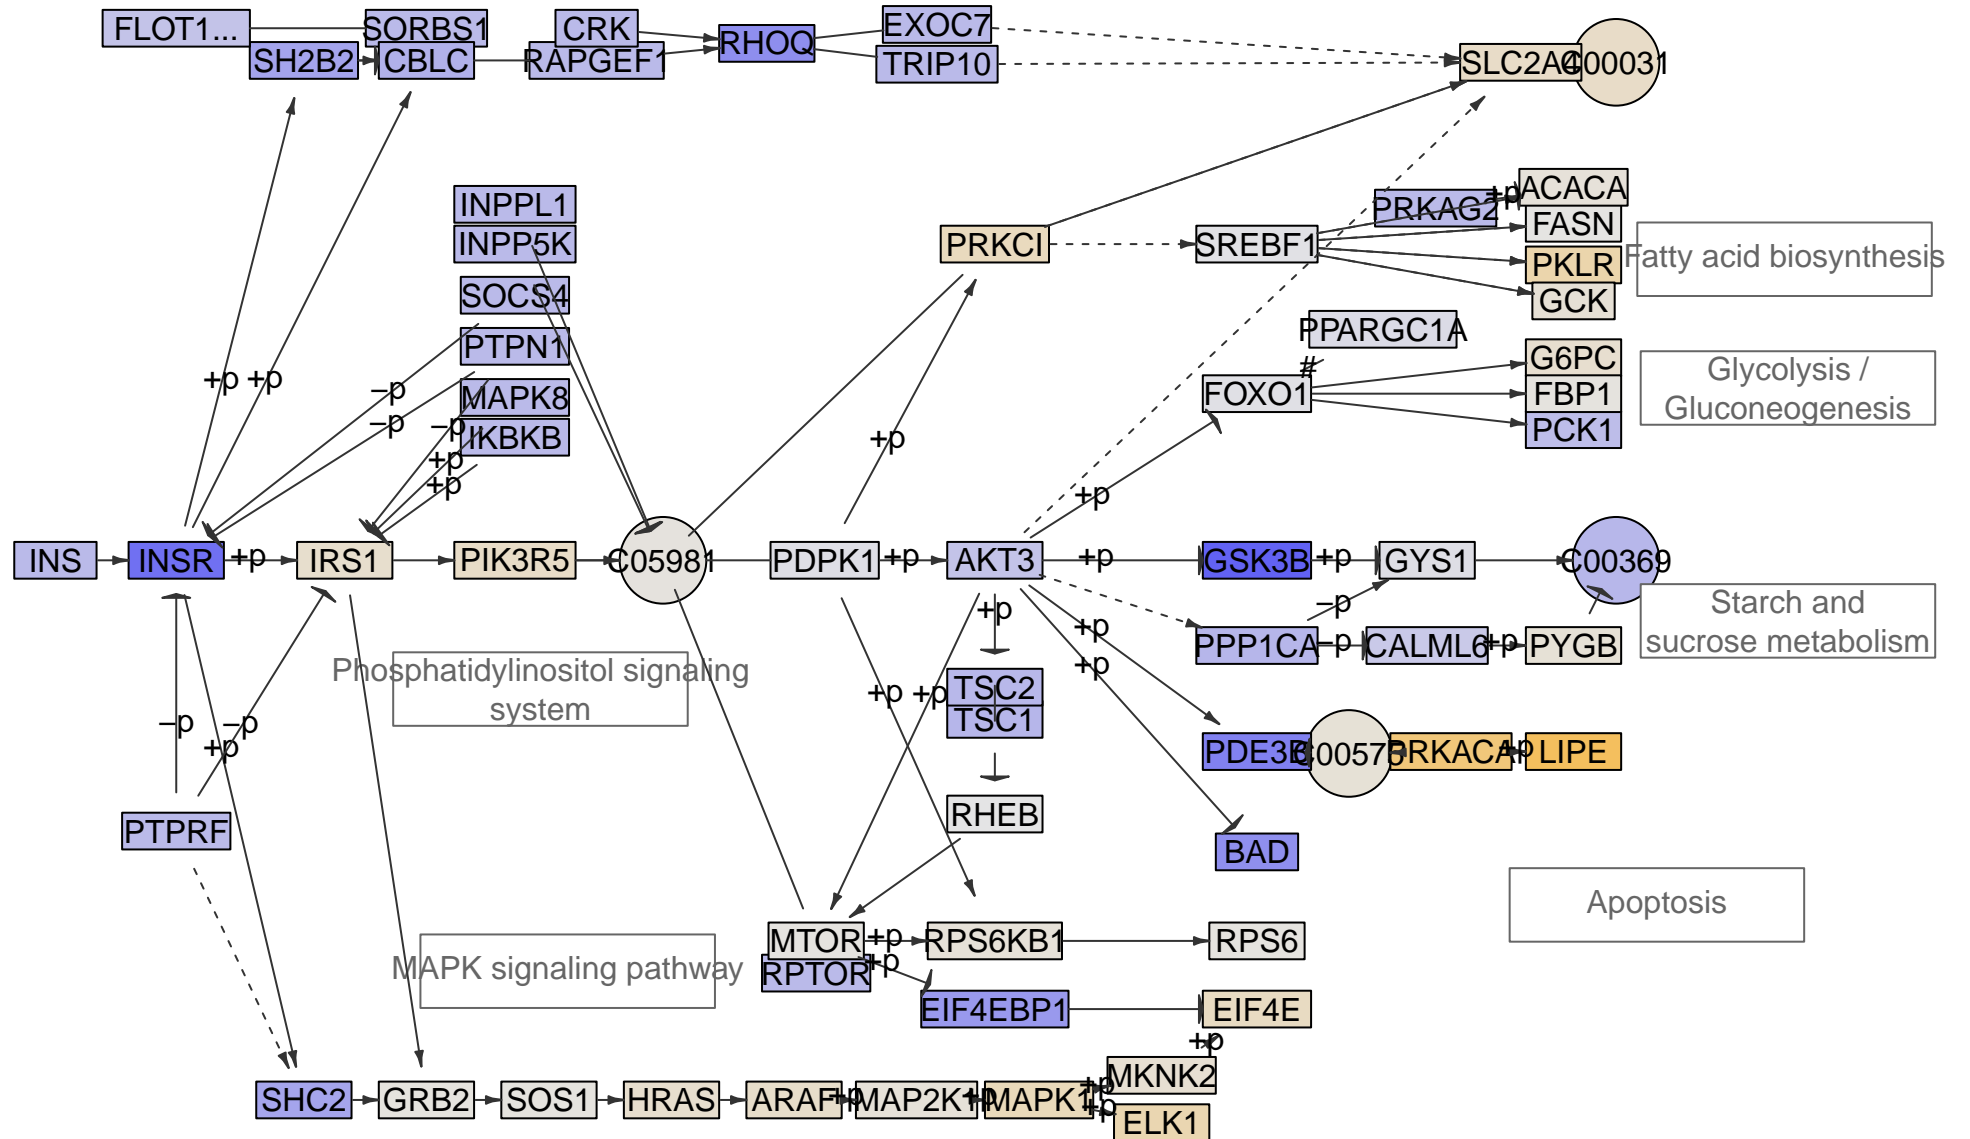 FLOT1...
SORBS1
CRK
EXOC7
SH2B2
CBLC
RAPGEF1
RHOQ
TRIP10
SLC2A4
C00031
INPPL1
INPP5K
PRKCI
SREBF1
PRKAG2
+p
ACACA
FASN
PKLR
GCK
Fatty acid biosynthesis
SOCS4
PTPN1
MAPK8
IKBKB
+p
+p
–p
–p
–p
+p
+p
+p
PPARGC1A
#
FOXO1
G6PC
FBP1
PCK1
Glycolysis /
Gluconeogenesis
+p
INS
INSR
+p
IRS1
PIK3R5
C05981
PDPK1
+p
AKT3
+p
GSK3B
+p
GYS1
C00369
+p
+p
+p
–p
PPP1CA
–p
CALML6
+p
PYGB
Starch and
sucrose metabolism
Phosphatidylinositol signaling
system
+p
+p
TSC2
TSC1
–p
+p
–p
PDE3B
C00575
PRKACA
+p
LIPE
PTPRF
RHEB
BAD
Apoptosis
MAPK signaling pathway
MTOR
RPTOR
+p
+p
RPS6KB1
RPS6
EIF4EBP1
EIF4E
+p
SHC2
GRB2
SOS1
HRAS
ARAF
+p
MAP2K1
+p
MAPK1
+p
+p
MKNK2
ELK1